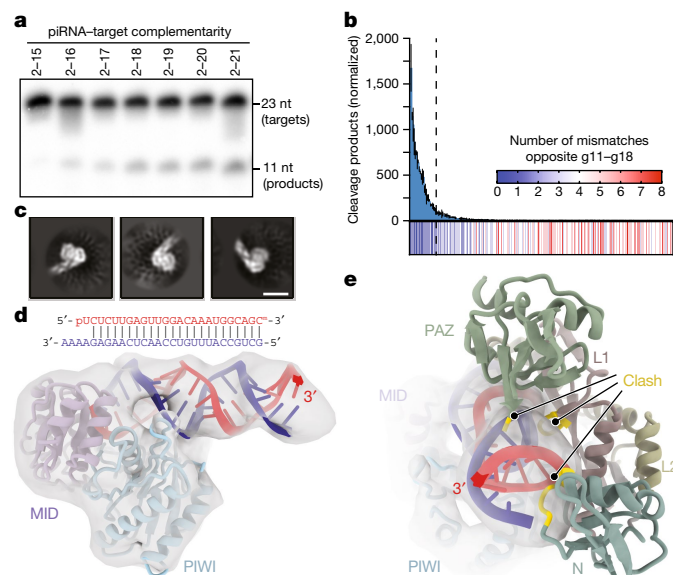 a
piRNA–target complementarity
2–15
2–16
2–17
2–18
2–19
2–20
2–21
23 nt
(targets)
11 nt
(products)
b
Cleavage products (normalized)
2,000
1,500
1,000
500
0
Number of mismatches
opposite g11–g18
0 1 2 3 4 5 6 7 8
c
d
5′-pUCUCUUGAGUUGGACAAAUGGCAGCᵐ-3′
3′-AAAAGAGAACUCAACCUGUUUACCGUCG-5′
3′
MID
PIWI
e
PAZ
L1
Clash
MID
L2
3′
PIWI
N